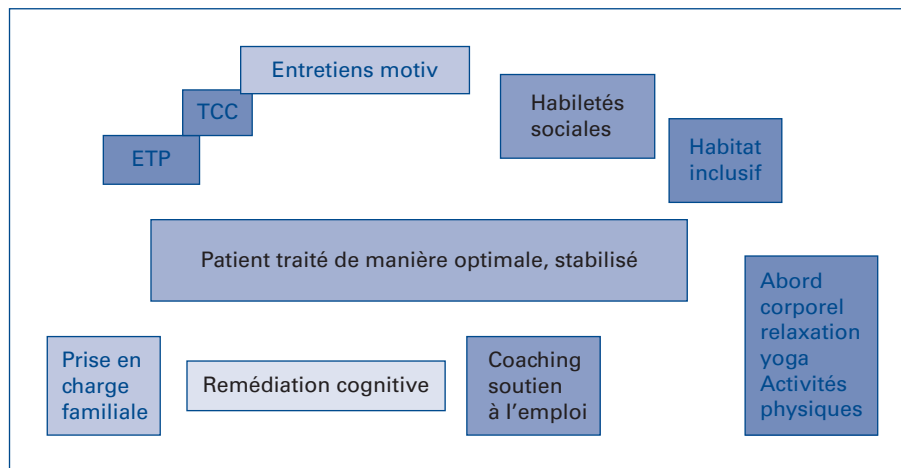 Entretiens motiv
TCC
ETP
Habiletés
sociales
Habitat
inclusif
Patient traité de manière optimale, stabilisé
Abord
corporel
relaxation
yoga
Activités
physiques
Prise en
charge
familiale
Remédiation cognitive
Coaching
soutien
à l’emploi